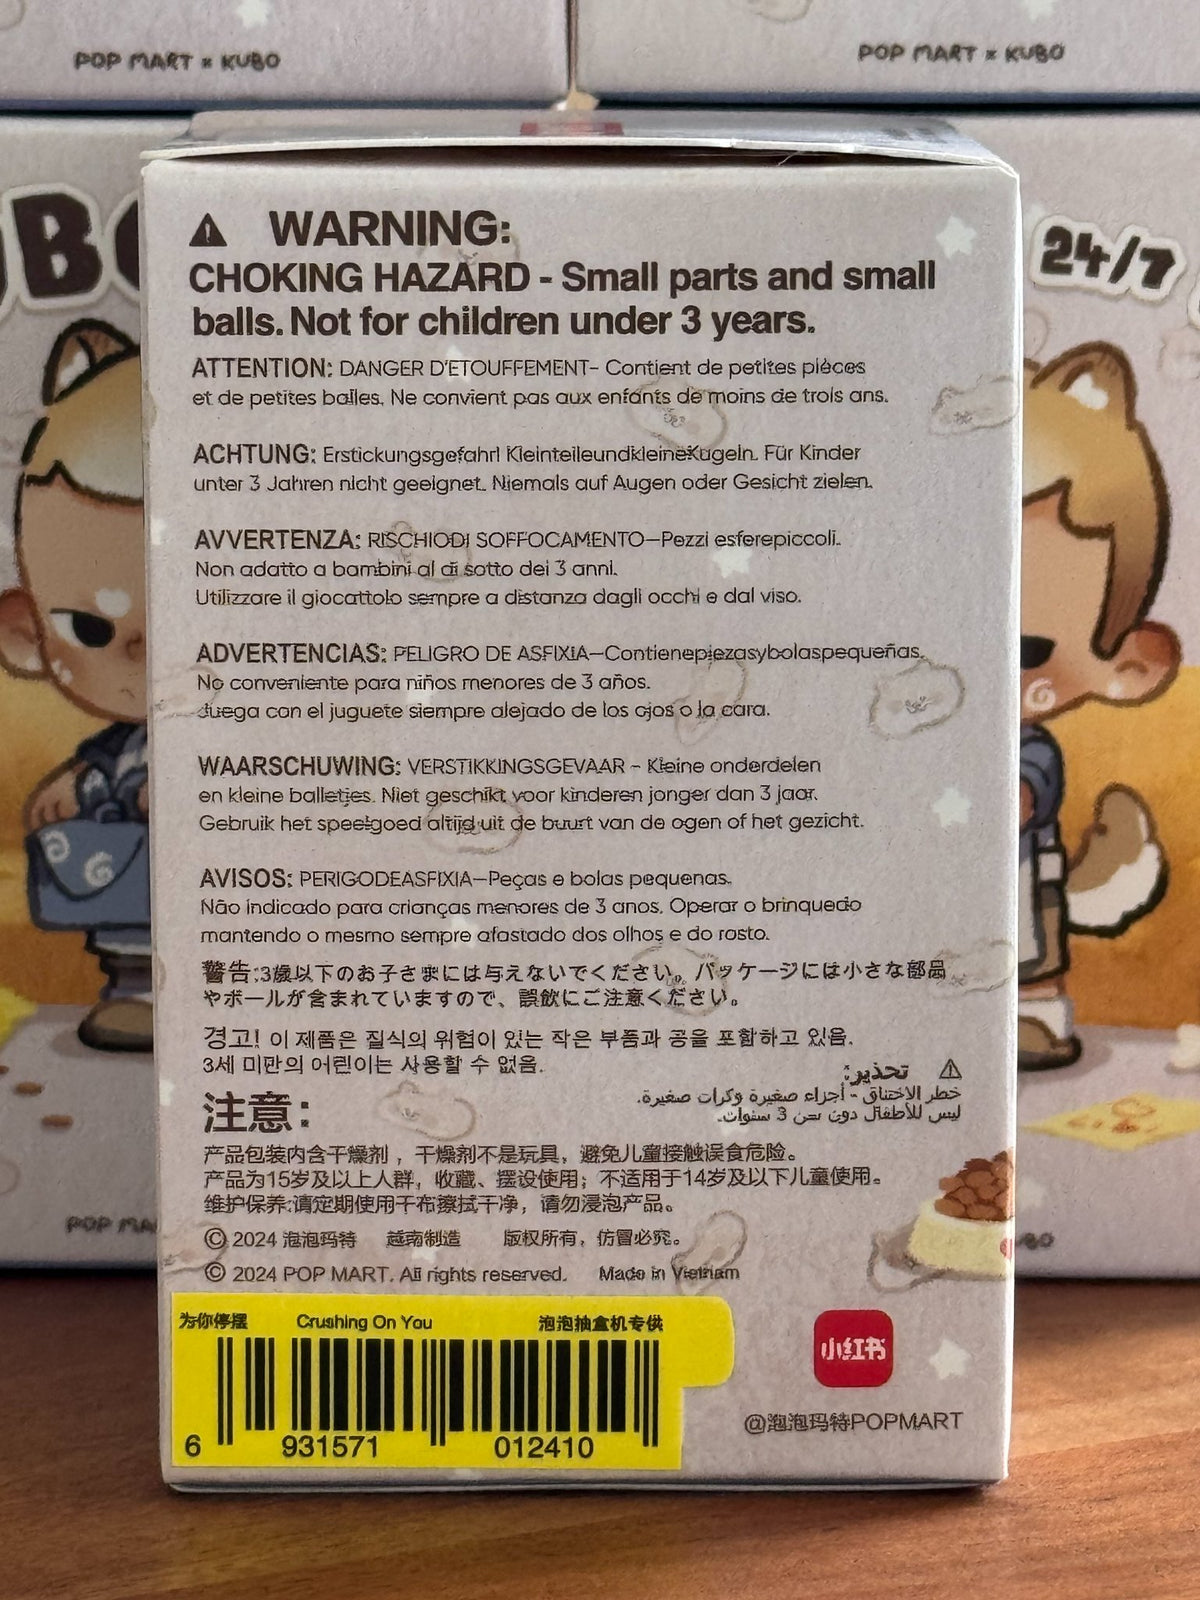 POP MART × KUBO
POP MART × KUBO
24/7
WARNING:
CHOKING HAZARD - Small parts and small
balls. Not for children under 3 years.
ATTENTION: DANGER D'ETOUFFEMENT- Contient de petites pièces
et de petites balles. Ne convient pas aux enfants de moins de trois ans.
ACHTUNG: Erstickungsgefahr! KleinteileundkleineKugeln. Für Kinder
unter 3 Jahren nicht geeignet. Niemals auf Augen oder Gesicht zielen.
AVVERTENZA: RISCHIODI SOFFOCAMENTO—Pezzi esferepiccoli.
Non adatto a bambini al di sotto dei 3 anni.
Utilizzare il giocattolo sempre a distanza dagli occhi e dal viso.
ADVERTENCIAS: PELIGRO DE ASFIXIA—Contienepiezasybolaspequeñas.
No conveniente para niños menores de 3 años.
Juega con el juguete siempre alejado de los ojos o la cara.
WAARSCHUWING: VERSTIKKINGSGEVAAR - Kleine onderdelen
en kleine balletjes. Niet geschikt voor kinderen jonger dan 3 jaar.
Gebruik het speelgoed altijd uit de buurt van de ogen of het gezicht.
AVISOS: PERIGODEASFIXIA—Peças e bolas pequenas.
Não indicado para crianças menores de 3 anos. Operar o brinquedo
mantendo o mesmo sempre afastado dos olhos e do rosto.
警告:3歳以下のお子さまには与えないでください。パッケージには小さな部品
やボールが含まれていますので、誤飲にご注意ください。
경고! 이 제품은 질식의 위험이 있는 작은 부품과 공을 포함하고 있음.
3세 미만의 어린이는 사용할 수 없음.
تحذير:
خطر الاختناق - أجزاء صغيرة وكرات صغيرة.
ليس للأطفال دون سن 3 سنوات.
注意:
产品包装内含干燥剂，干燥剂不是玩具，避免儿童接触误食危险。
产品为15岁及以上人群，收藏、摆设使用；不适用于14岁及以下儿童使用。
维护保养:请定期使用干布擦拭干净，请勿浸泡产品。
© 2024 泡泡玛特 越南制造 版权所有，仿冒必究。
© 2024 POP MART. All rights reserved. Made in Vietnam
为你停摆 Crushing On You 泡泡抽盒机专供
6 931571 012410
小红书
@泡泡玛特POPMART